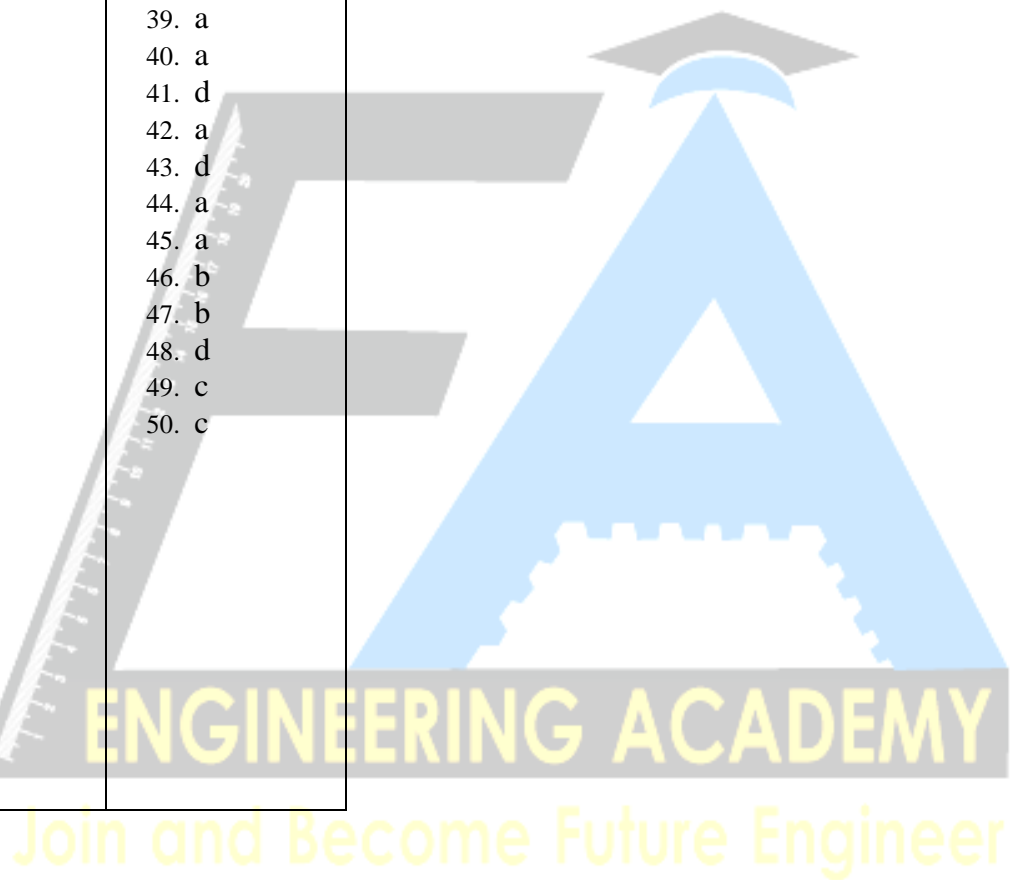 39. a
40. a
41. d
42. a
43. d
44. a
45. a
46. b
47. b
48. d
49. c
50. c
ENGINEERING ACADEMY
Join and Become Future Engineer